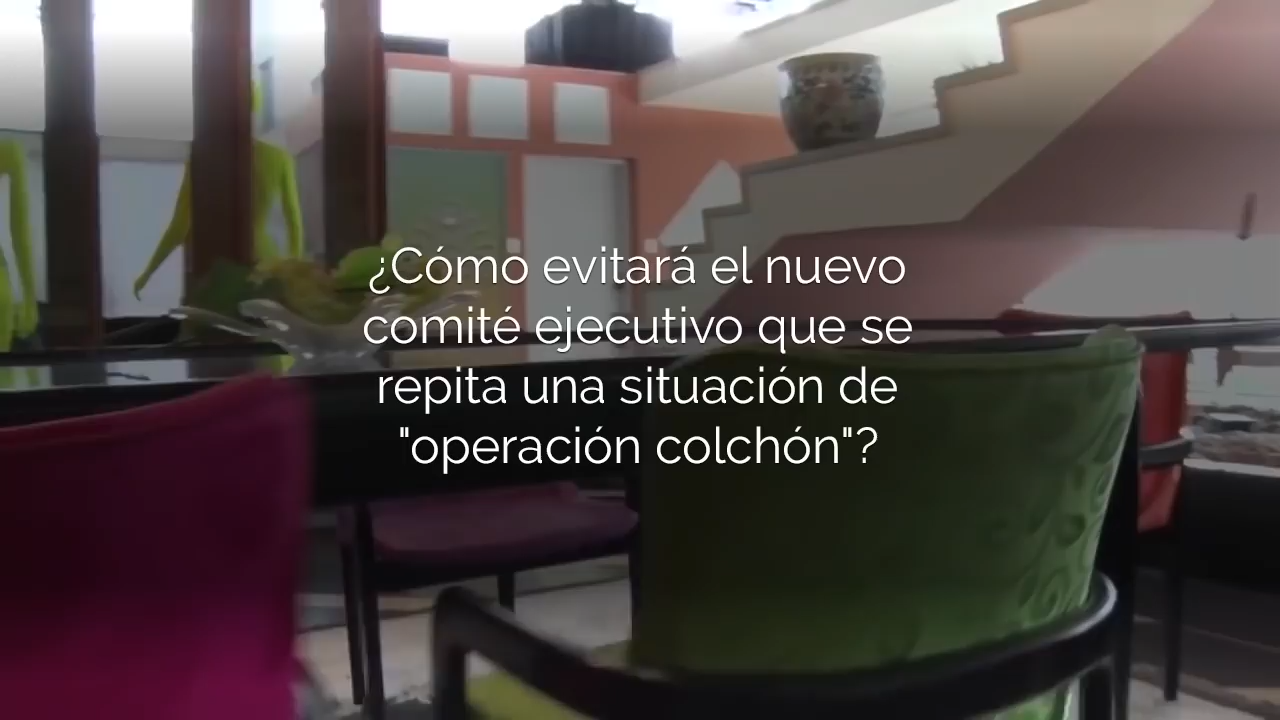 ¿Cómo evitará el nuevo
comité ejecutivo que se
repita una situación de
"operación colchón"?